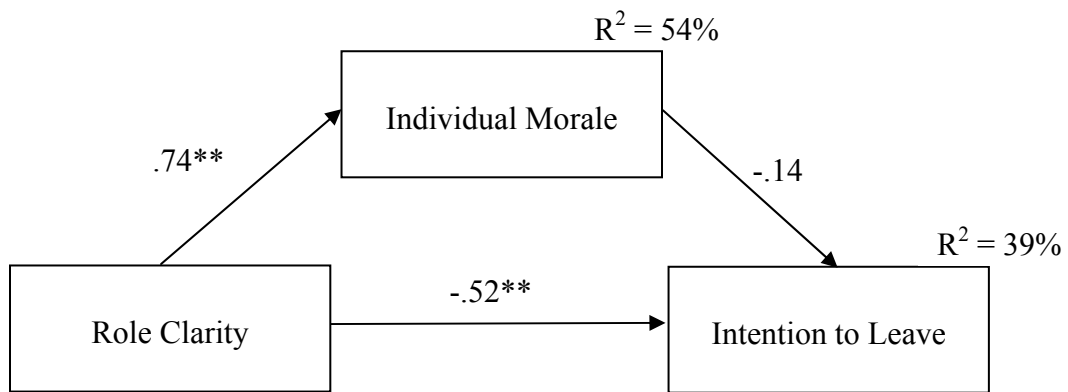 R² = 54%
Individual Morale
.74**
-.14
R² = 39%
-.52**
Role Clarity
Intention to Leave